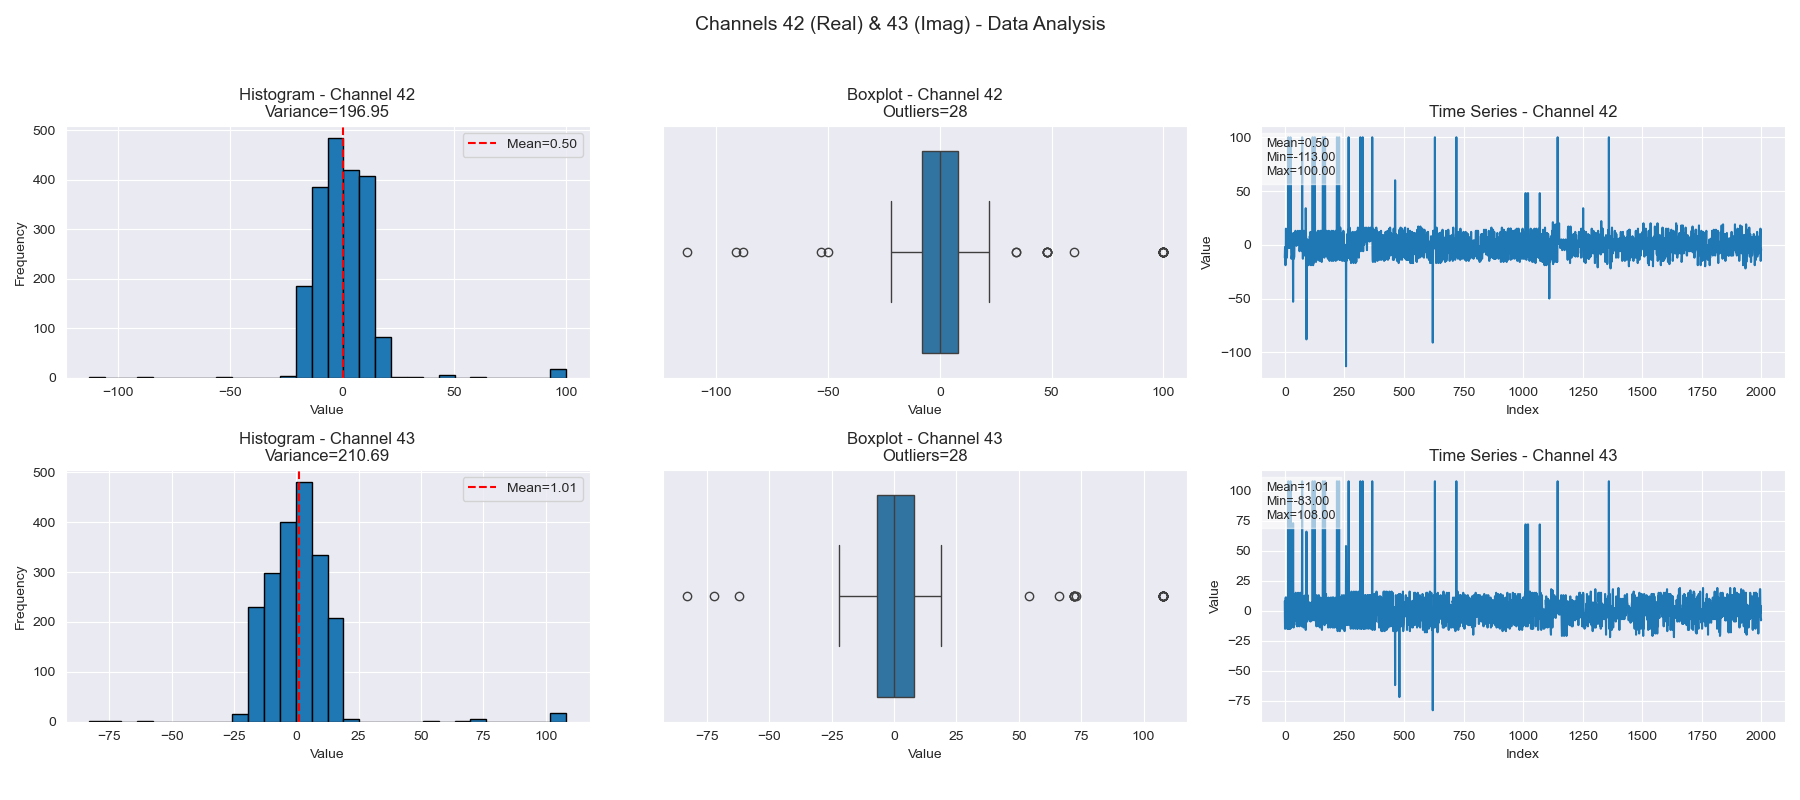 Channels 42 (Real) & 43 (Imag) - Data Analysis
Histogram - Channel 42
Variance=196.95
Mean=0.50
Frequency
500
400
300
200
100
0
−100
−50
0
50
100
Value
Boxplot - Channel 42
Outliers=28
−100
−50
0
50
100
Value
Time Series - Channel 42
Mean=0.50
Min=-113.00
Max=100.00
Value
100
50
0
−50
−100
0
250
500
750
1000
1250
1500
1750
2000
Index
Histogram - Channel 43
Variance=210.69
Mean=1.01
Frequency
500
400
300
200
100
0
−75
−50
−25
0
25
50
75
100
Value
Boxplot - Channel 43
Outliers=28
−75
−50
−25
0
25
50
75
100
Value
Time Series - Channel 43
Mean=1.01
Min=-83.00
Max=108.00
Value
100
75
50
25
0
−25
−50
−75
0
250
500
750
1000
1250
1500
1750
2000
Index